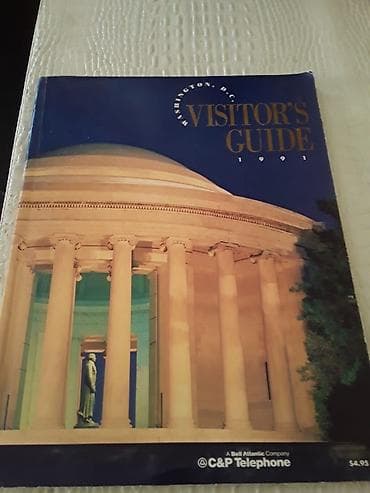 WASHINGTON, D.C.
VISITOR'S
GUIDE
1991
A Bell Atlantic Company
C&P Telephone
$4.95